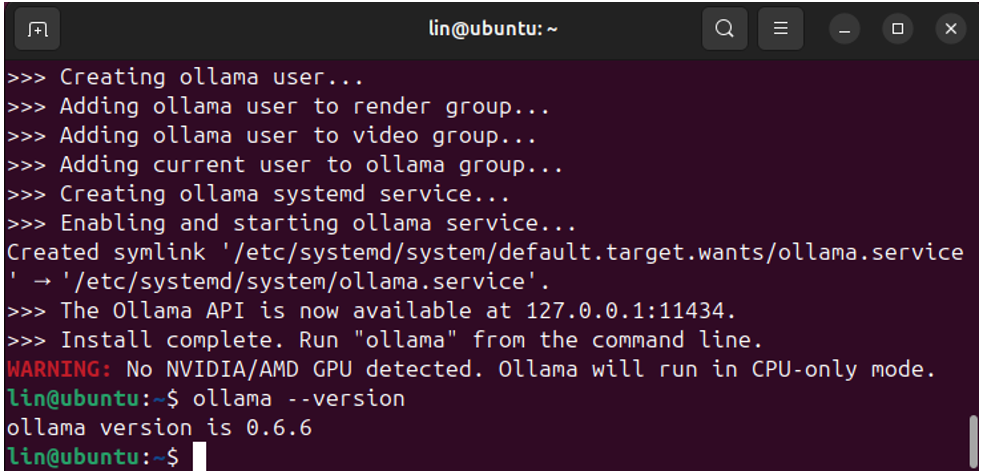 lin@ubuntu: ~
>>> Creating ollama user...
>>> Adding ollama user to render group...
>>> Adding ollama user to video group...
>>> Adding current user to ollama group...
>>> Creating ollama systemd service...
>>> Enabling and starting ollama service...
Created symlink '/etc/systemd/system/default.target.wants/ollama.service
' → '/etc/systemd/system/ollama.service'.
>>> The Ollama API is now available at 127.0.0.1:11434.
>>> Install complete. Run "ollama" from the command line.
WARNING: No NVIDIA/AMD GPU detected. Ollama will run in CPU-only mode.
lin@ubuntu:~$ ollama --version
ollama version is 0.6.6
lin@ubuntu:~$